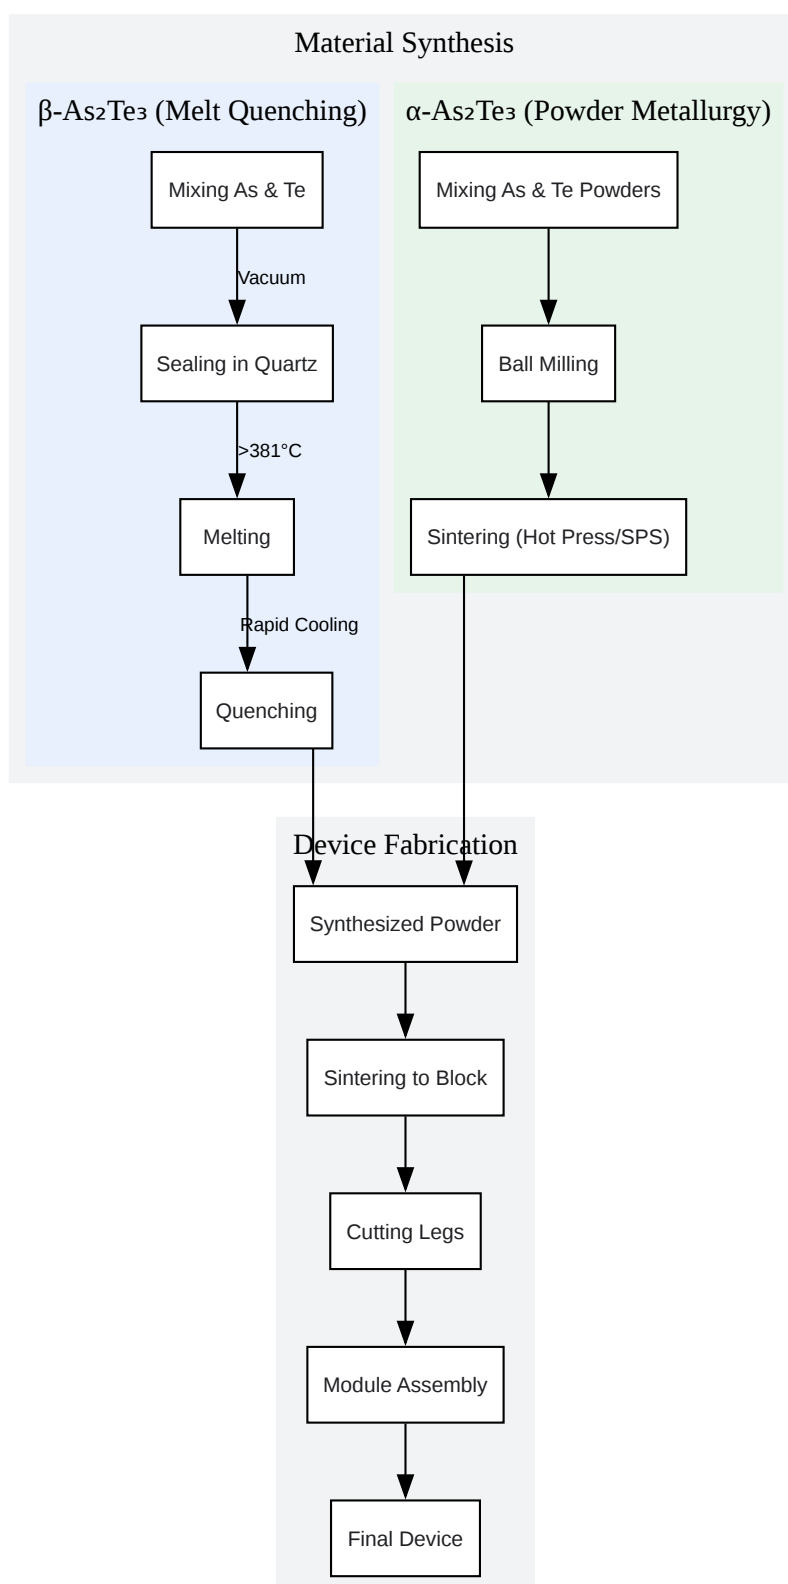 Material Synthesis
β-As₂Te₃ (Melt Quenching)
Mixing As & Te
Vacuum
Sealing in Quartz
>381°C
Melting
Rapid Cooling
Quenching
α-As₂Te₃ (Powder Metallurgy)
Mixing As & Te Powders
Ball Milling
Sintering (Hot Press/SPS)
Device Fabrication
Synthesized Powder
Sintering to Block
Cutting Legs
Module Assembly
Final Device